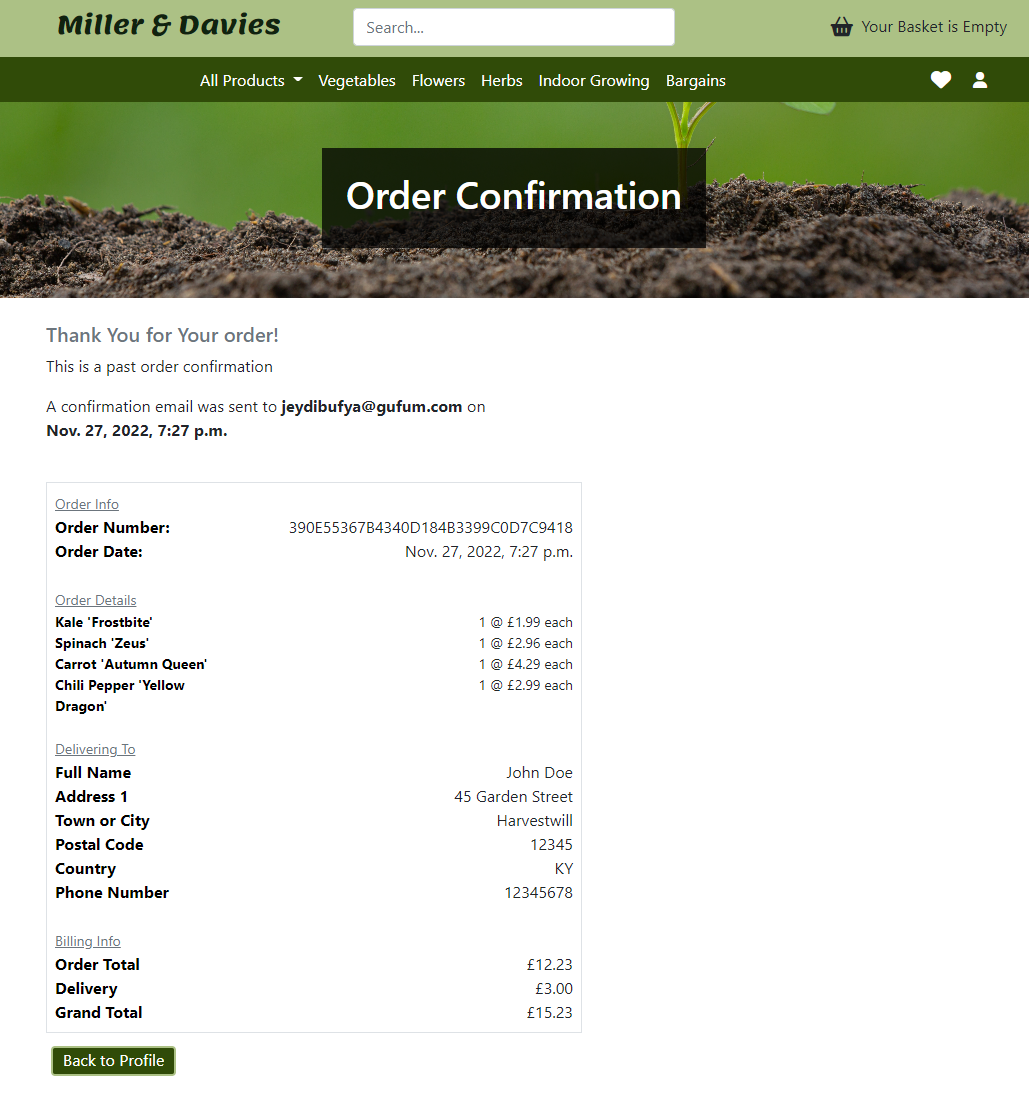 Miller & Davies
Search...
Your Basket is Empty
All Products
Vegetables
Flowers
Herbs
Indoor Growing
Bargains
Order Confirmation
Thank You for Your order!
This is a past order confirmation
A confirmation email was sent to jeydibufya@gufum.com on
Nov. 27, 2022, 7:27 p.m.
Order Info
Order Number: 390E55367B4340D184B3399C0D7C9418
Order Date: Nov. 27, 2022, 7:27 p.m.
Order Details
Kale 'Frostbite' 1 @ £1.99 each
Spinach 'Zeus' 1 @ £2.96 each
Carrot 'Autumn Queen' 1 @ £4.29 each
Chili Pepper 'Yellow 1 @ £2.99 each
Dragon'
Delivering To
Full Name John Doe
Address 1 45 Garden Street
Town or City Harvestwill
Postal Code 12345
Country KY
Phone Number 12345678
Billing Info
Order Total £12.23
Delivery £3.00
Grand Total £15.23
Back to Profile